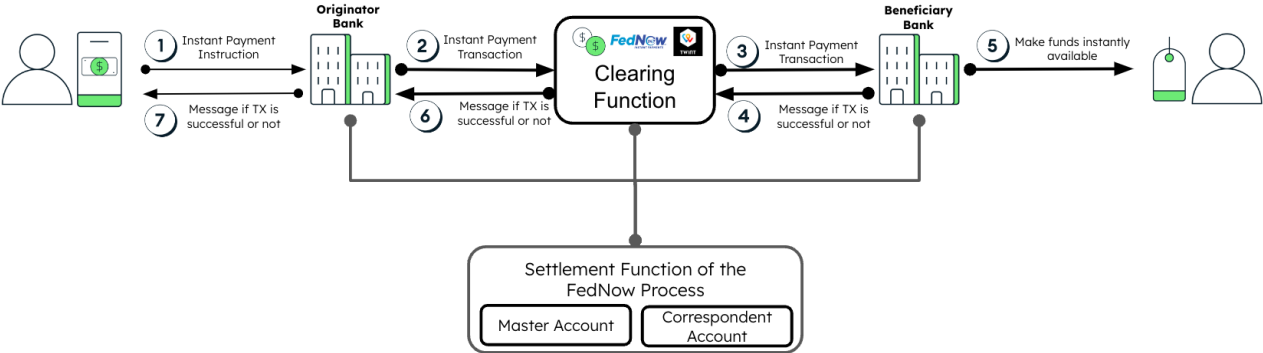 Originator
Bank
Beneficiary
Bank
1
Instant Payment
Instruction
2
Instant Payment
Transaction
$
$
FedNow
INSTANT PAYMENTS
TWINT
Clearing
Function
3
Instant Payment
Transaction
5
Make funds instantly
available
$
7
Message if TX is
successful or not
6
Message if TX is
successful or not
4
Message if TX is
successful or not
Settlement Function of the
FedNow Process
Master Account
Correspondent
Account